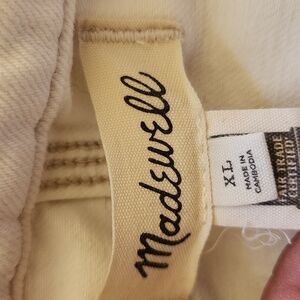 Madewell
XL
MADE IN
CAMBODIA
FAIR TRADE
CERTIFIED